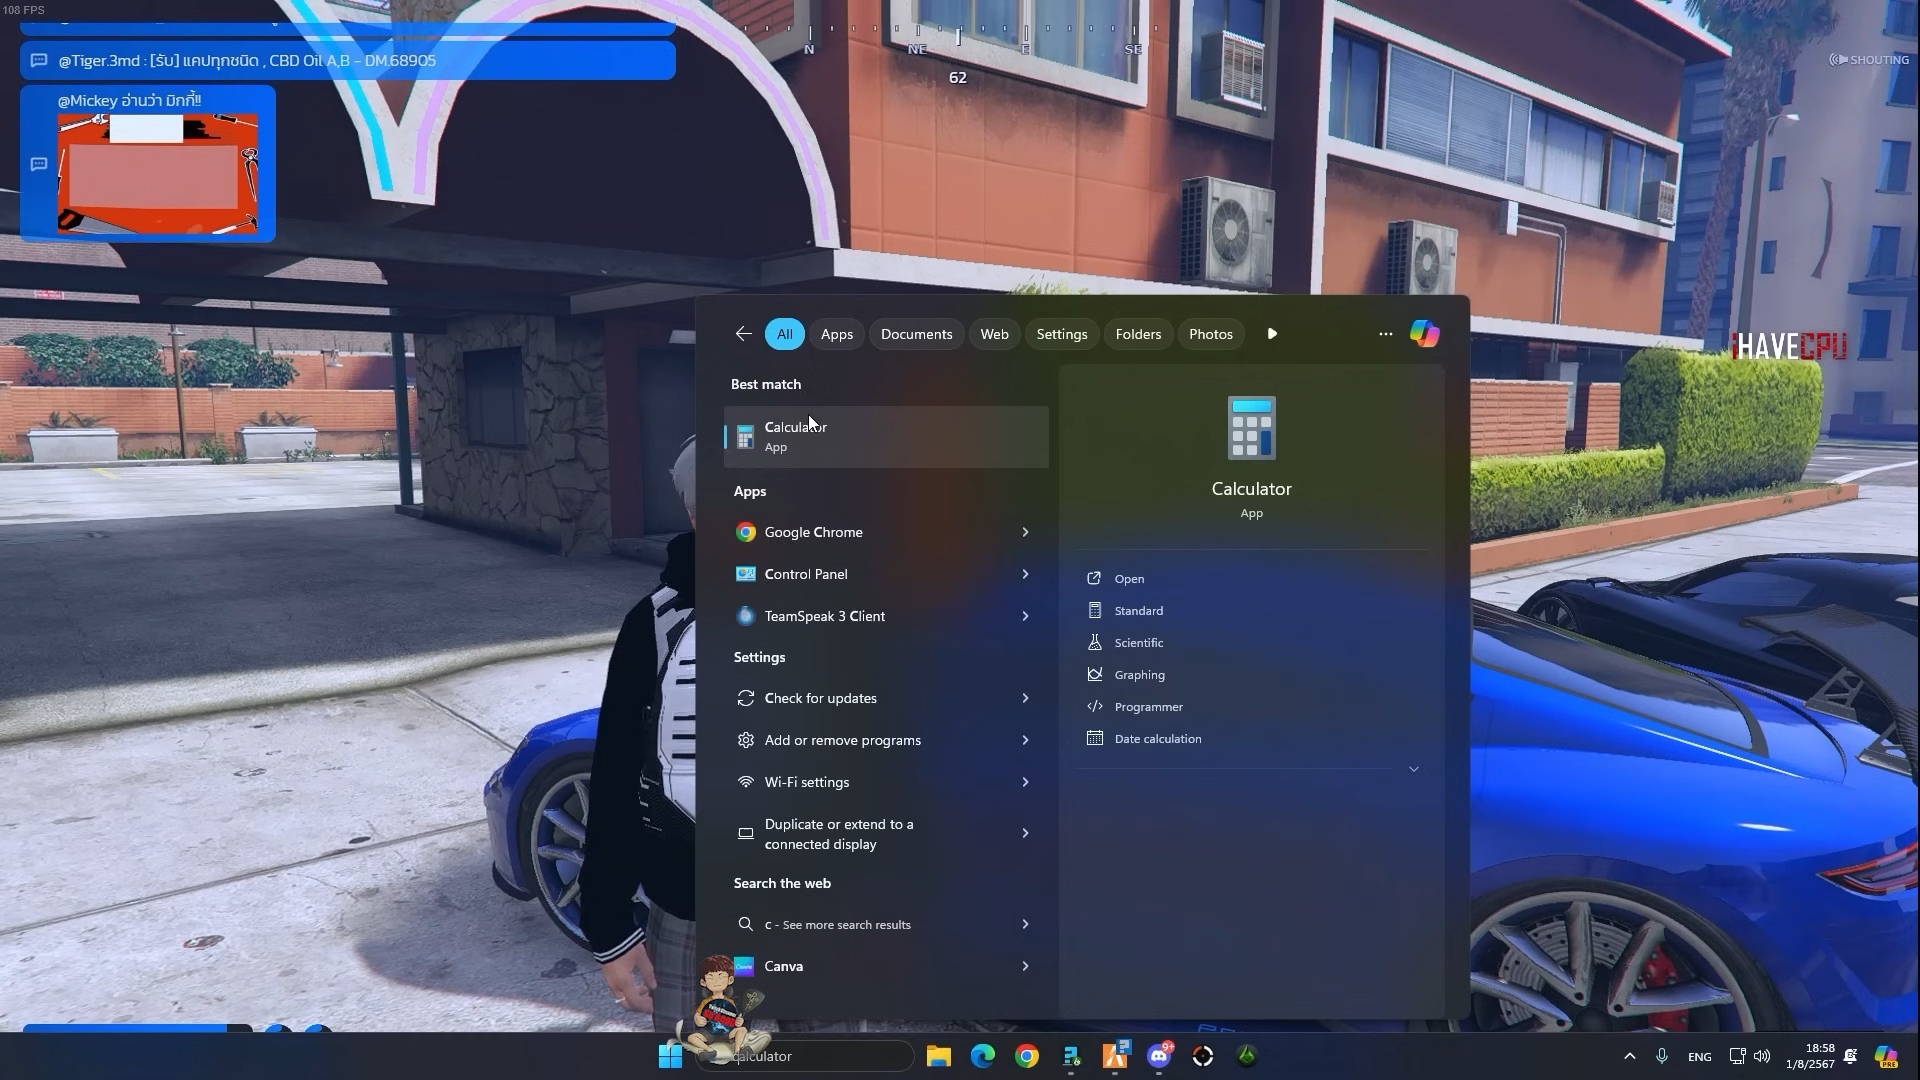 108 FPS
@Tiger.3md : [รับ] แคปทุกชนิด , CBD Oil A,B - DM.68905
@Mickey อ่านว่า มิกกี้!!
N NE E SE
62
SHOUTING
iHAVECPU
All Apps Documents Web Settings Folders Photos
Best match
Calculator
App
Apps
Google Chrome
Control Panel
TeamSpeak 3 Client
Settings
Check for updates
Add or remove programs
Wi-Fi settings
Duplicate or extend to a
connected display
Search the web
c - See more search results
Canva
Calculator
App
Open
Standard
Scientific
Graphing
Programmer
Date calculation
calculator
9+
ENG
18:58
1/8/2567
PRE